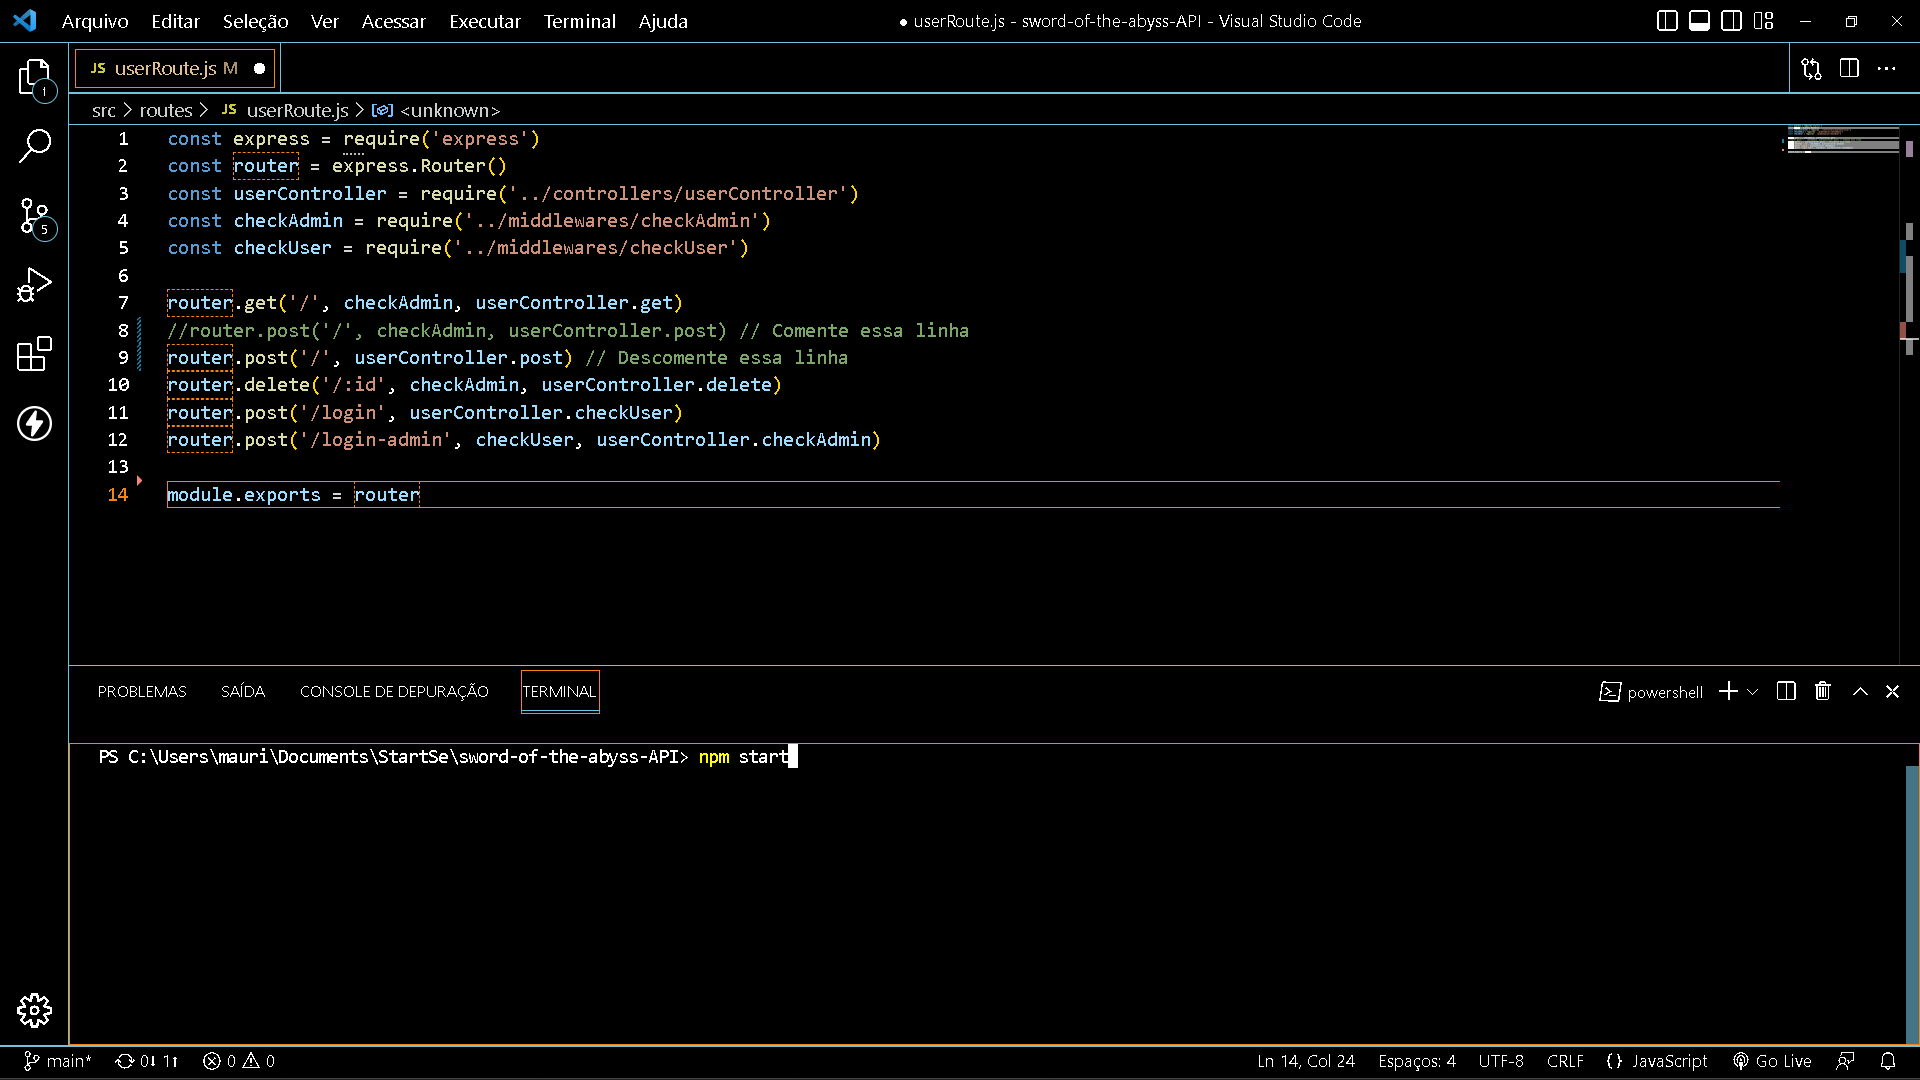 Arquivo Editar Seleção Ver Acessar Executar Terminal Ajuda
● userRoute.js - sword-of-the-abyss-API - Visual Studio Code
JS userRoute.js M
src > routes > JS userRoute.js > <unknown>
1 const express = require('express')
2 const router = express.Router()
3 const userController = require('../controllers/userController')
4 const checkAdmin = require('../middlewares/checkAdmin')
5 const checkUser = require('../middlewares/checkUser')
6
7 router.get('/', checkAdmin, userController.get)
8 //router.post('/', checkAdmin, userController.post) // Comente essa linha
9 router.post('/', userController.post) // Descomente essa linha
10 router.delete('/:id', checkAdmin, userController.delete)
11 router.post('/login', userController.checkUser)
12 router.post('/login-admin', checkUser, userController.checkAdmin)
13
14 module.exports = router
1
5
PROBLEMAS SAÍDA CONSOLE DE DEPURAÇÃO TERMINAL
powershell
PS C:\Users\mauri\Documents\StartSe\sword-of-the-abyss-API> npm start
main* 0↓ 1↑ 0 0
Ln 14, Col 24 Espaços: 4 UTF-8 CRLF {} JavaScript Go Live